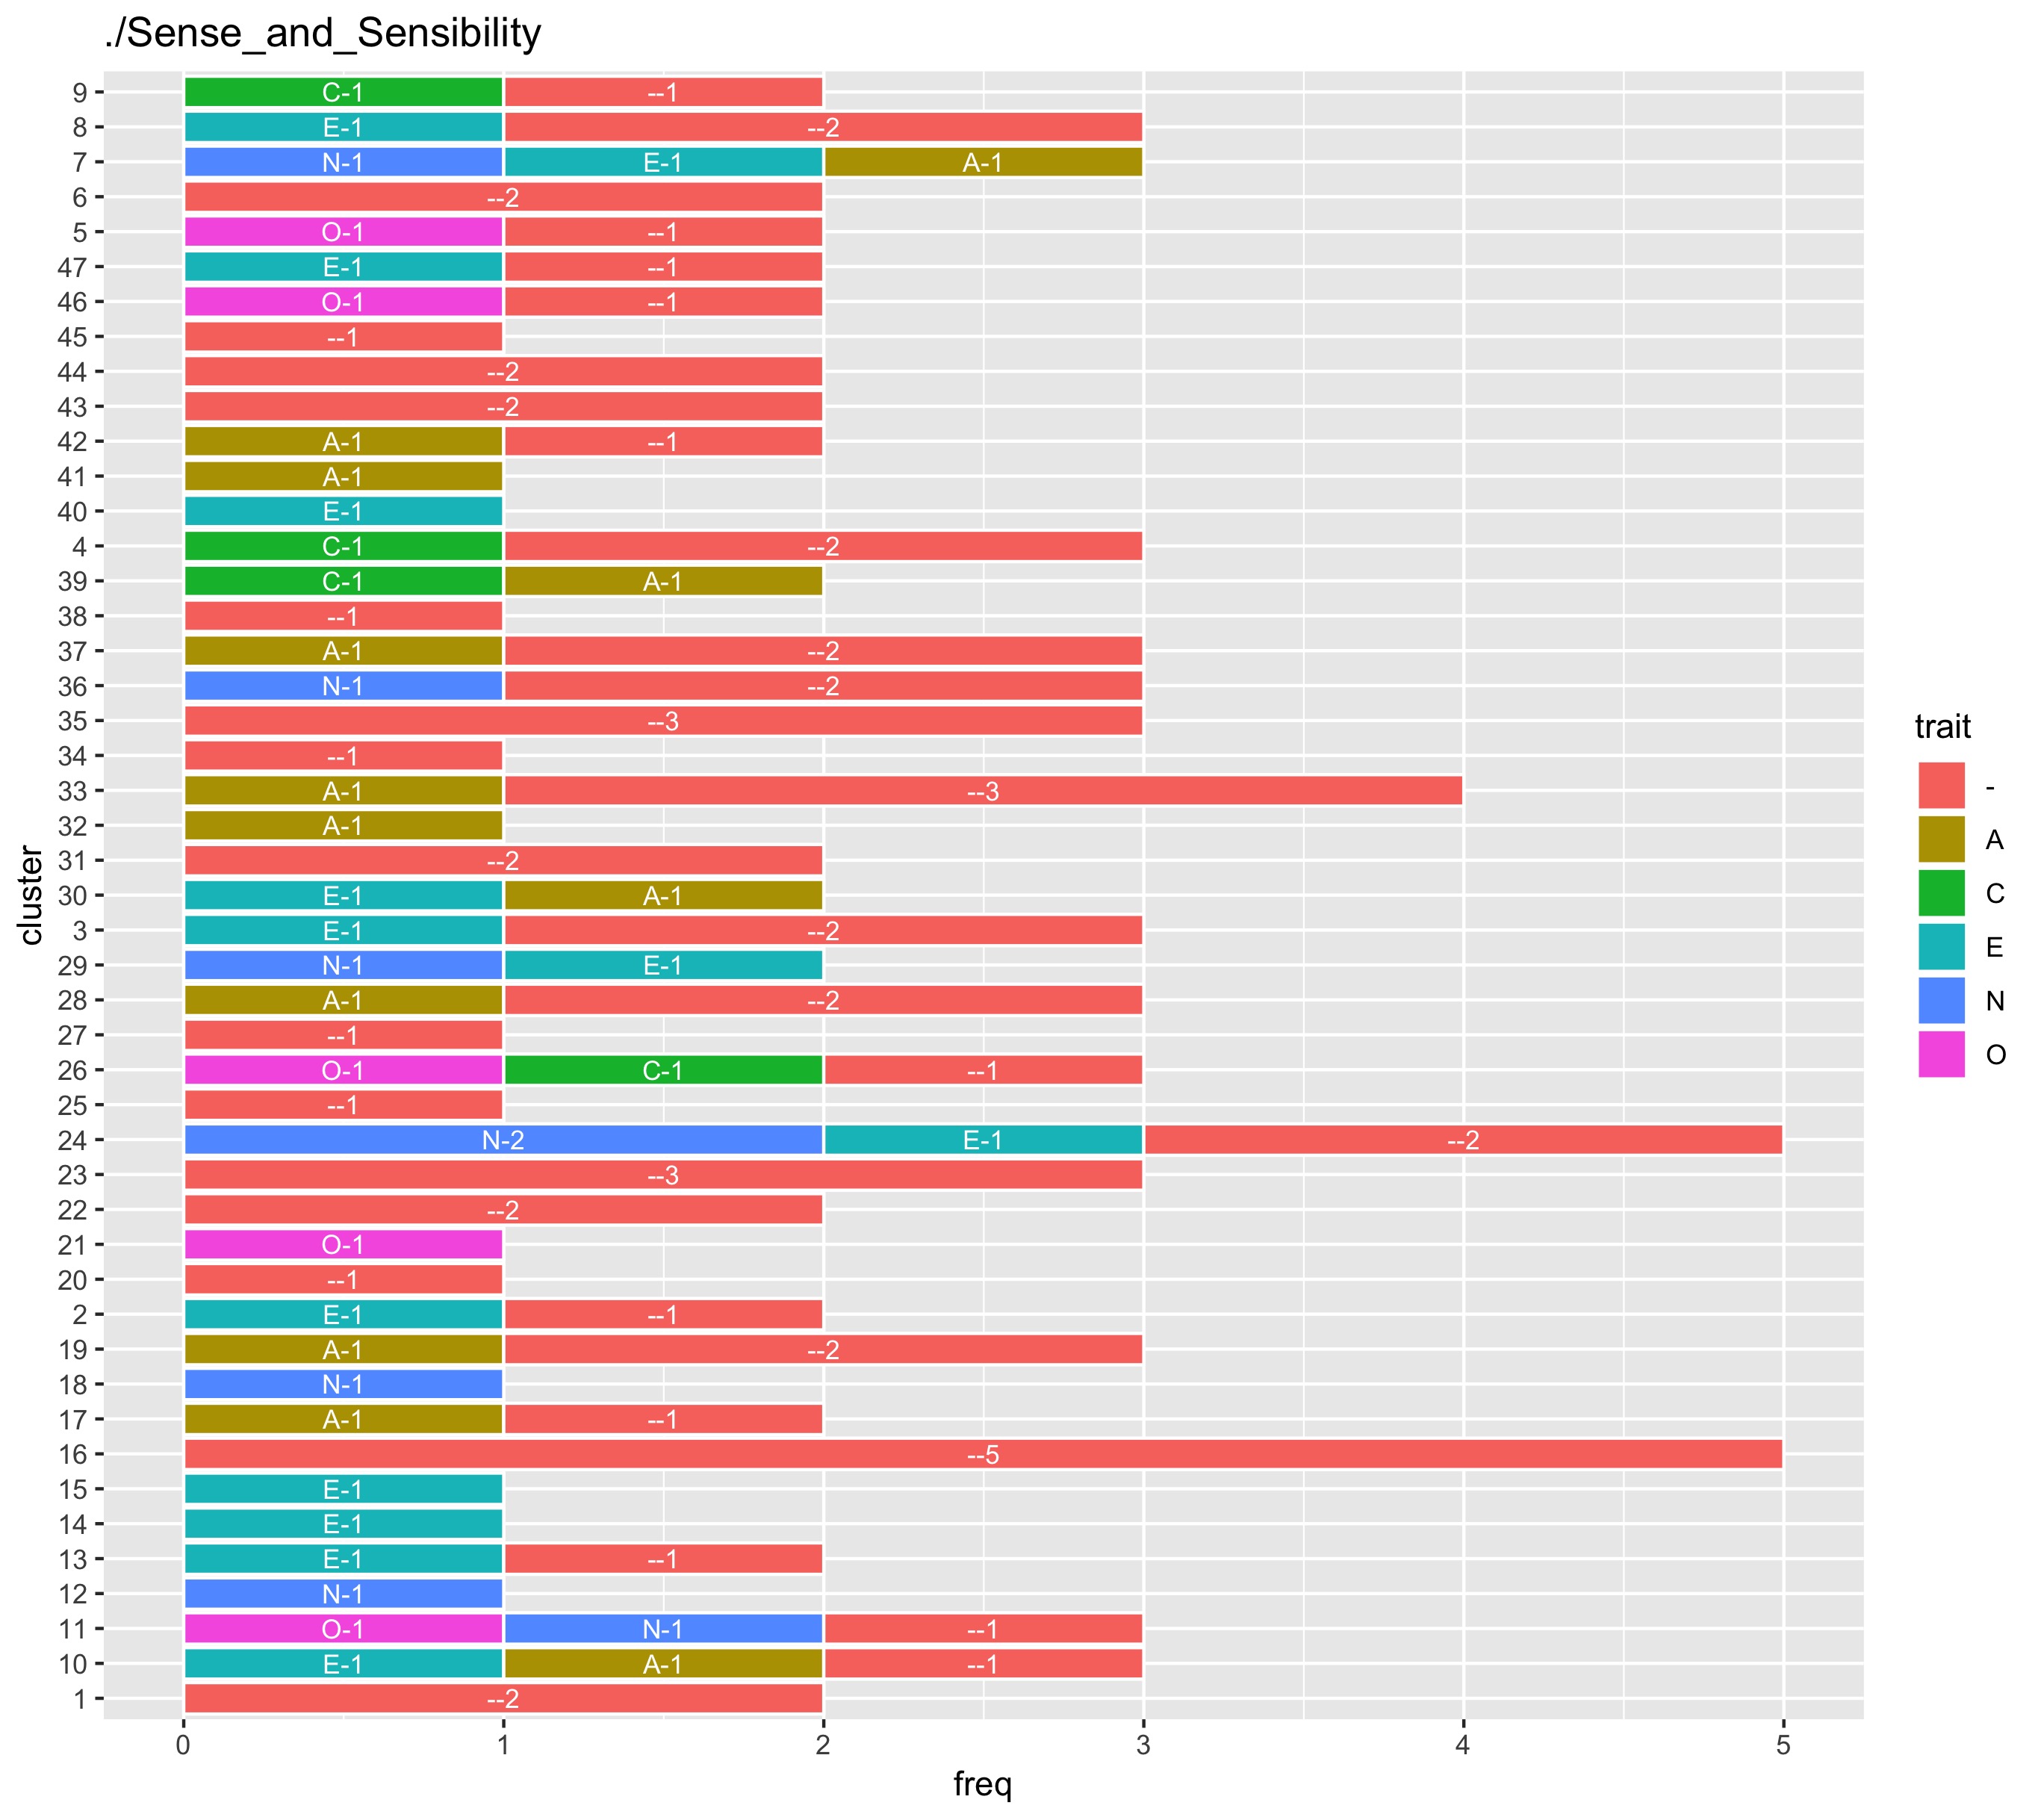 ./Sense_and_Sensibility
9 C-1 --1
8 E-1 --2
7 N-1 E-1 A-1
6 --2
5 O-1 --1
47 E-1 --1
46 O-1 --1
45 --1
44 --2
43 --2
42 A-1 --1
41 A-1
40 E-1
4 C-1 --2
39 C-1 A-1
38 --1
37 A-1 --2
36 N-1 --2
35 --3
34 --1
33 A-1 --3
32 A-1
31 --2
30 E-1 A-1
3 E-1 --2
29 N-1 E-1
28 A-1 --2
27 --1
26 O-1 C-1 --1
25 --1
24 N-2 E-1 --2
23 --3
22 --2
21 O-1
20 --1
2 E-1 --1
19 A-1 --2
18 N-1
17 A-1 --1
16 --5
15 E-1
14 E-1
13 E-1 --1
12 N-1
11 O-1 N-1 --1
10 E-1 A-1 --1
1 --2
0 1 2 3 4 5
freq
cluster
trait
-
A
C
E
N
O